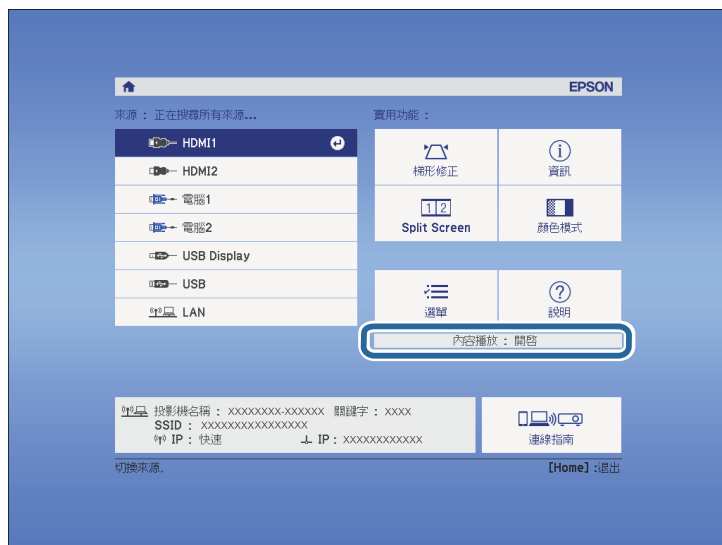 EPSON
來源 : 正在搜尋所有來源...
HDMI1
HDMI2
電腦1
電腦2
USB Display
USB
LAN
實用功能 :
梯形修正
資訊
1 2
Split Screen
顏色模式
選單
說明
內容播放 : 開啓
投影機名稱 : XXXXXXXX-XXXXXX 關鍵字 : XXXX
SSID : XXXXXXXXXXXXXXX
IP : 快速 IP : XXXXXXXXXXXX
連線指南
切換來源.
[Home] :退出